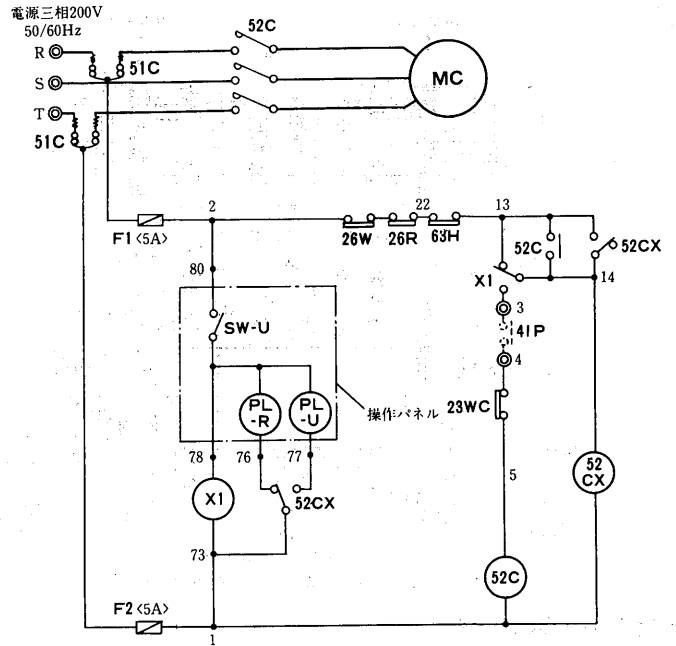 電源三相200V
50/60Hz
52C
R
51C
S
MC
T
51C
2
22
13
F1<5A>
26W
26R
63H
52C
52CX
80
X1
14
SW-U
3
41P
4
PL
-R
PL
-U
操作パネル
23WC
78
76
77
5
52
CX
X1
52CX
73
52C
F2<5A>
1